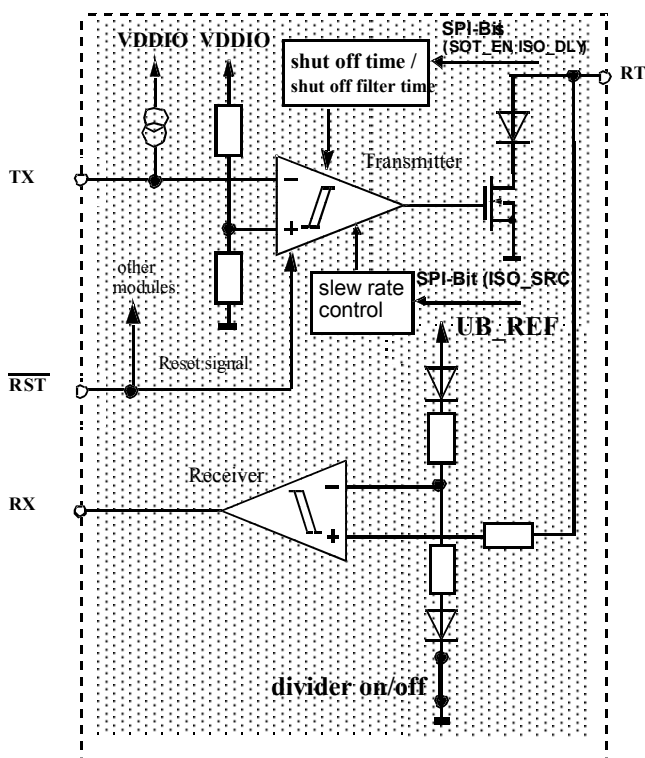 SPI-Bits
VDDIO VDDIO
(SOT_EN ISO_DLY)
shut off time /
shut off filter time
RT
Transmitter
TX
−
+
other
modules
slew rate
control
SPI-Bit (ISO_SRC
UB_REF
Reset signal
RST
Receiver
RX
−
+
divider on/off